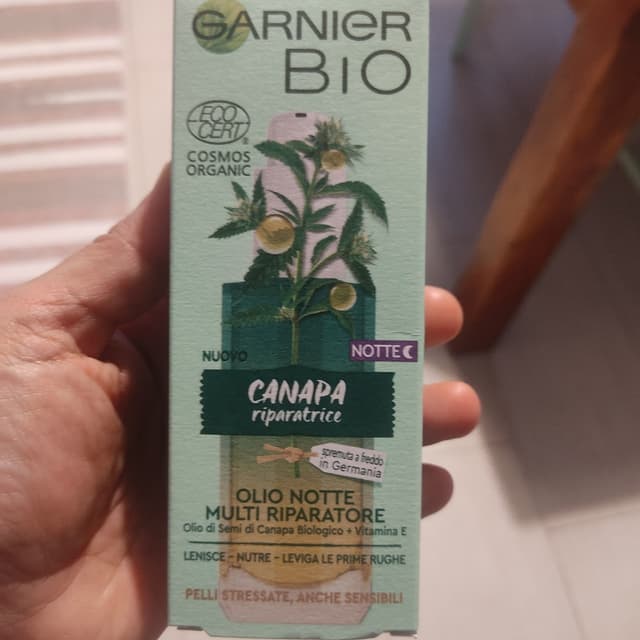 GARNIER
BIO
ECO
CERT®
COSMOS
ORGANIC
NUOVO
NOTTE
CANAPA
riparatrice
spremuta a freddo
in Germania
OLIO NOTTE
MULTI RIPARATORE
Olio di Semi di Canapa Biologico + Vitamina E
LENISCE - NUTRE - LEVIGA LE PRIME RUGHE
PELLI STRESSATE, ANCHE SENSIBILI